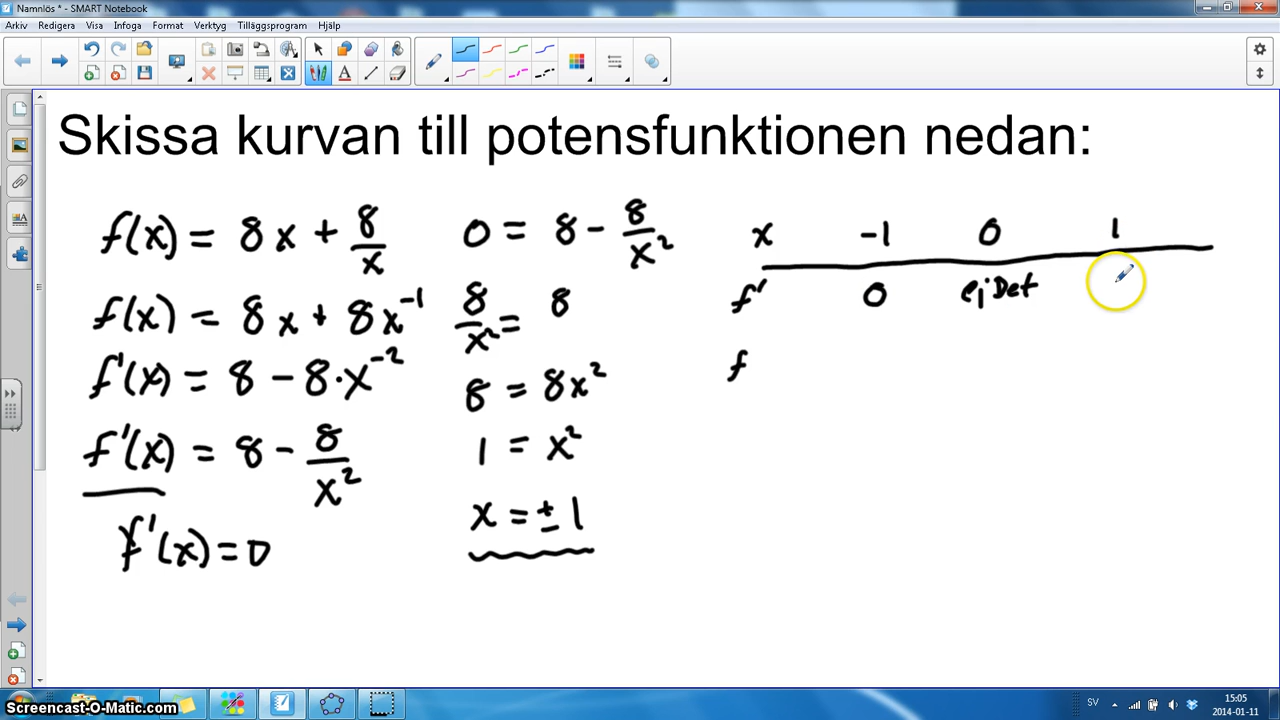 Namnlös * - SMART Notebook
Arkiv Redigera Visa Infoga Format Verktyg Tilläggsprogram Hjälp
Skissa kurvan till potensfunktionen nedan:
f(x) = 8x + 8/x
f(x) = 8x + 8x⁻¹
f'(x) = 8 - 8·x⁻²
f'(x) = 8 - 8/x²
f'(x) = 0
0 = 8 - 8/x²
8/x² = 8
8 = 8x²
1 = x²
x = ±1
x -1 0 1
f' 0 ej Def
f
Screencast-O-Matic.com
SV
15:05
2014-01-11